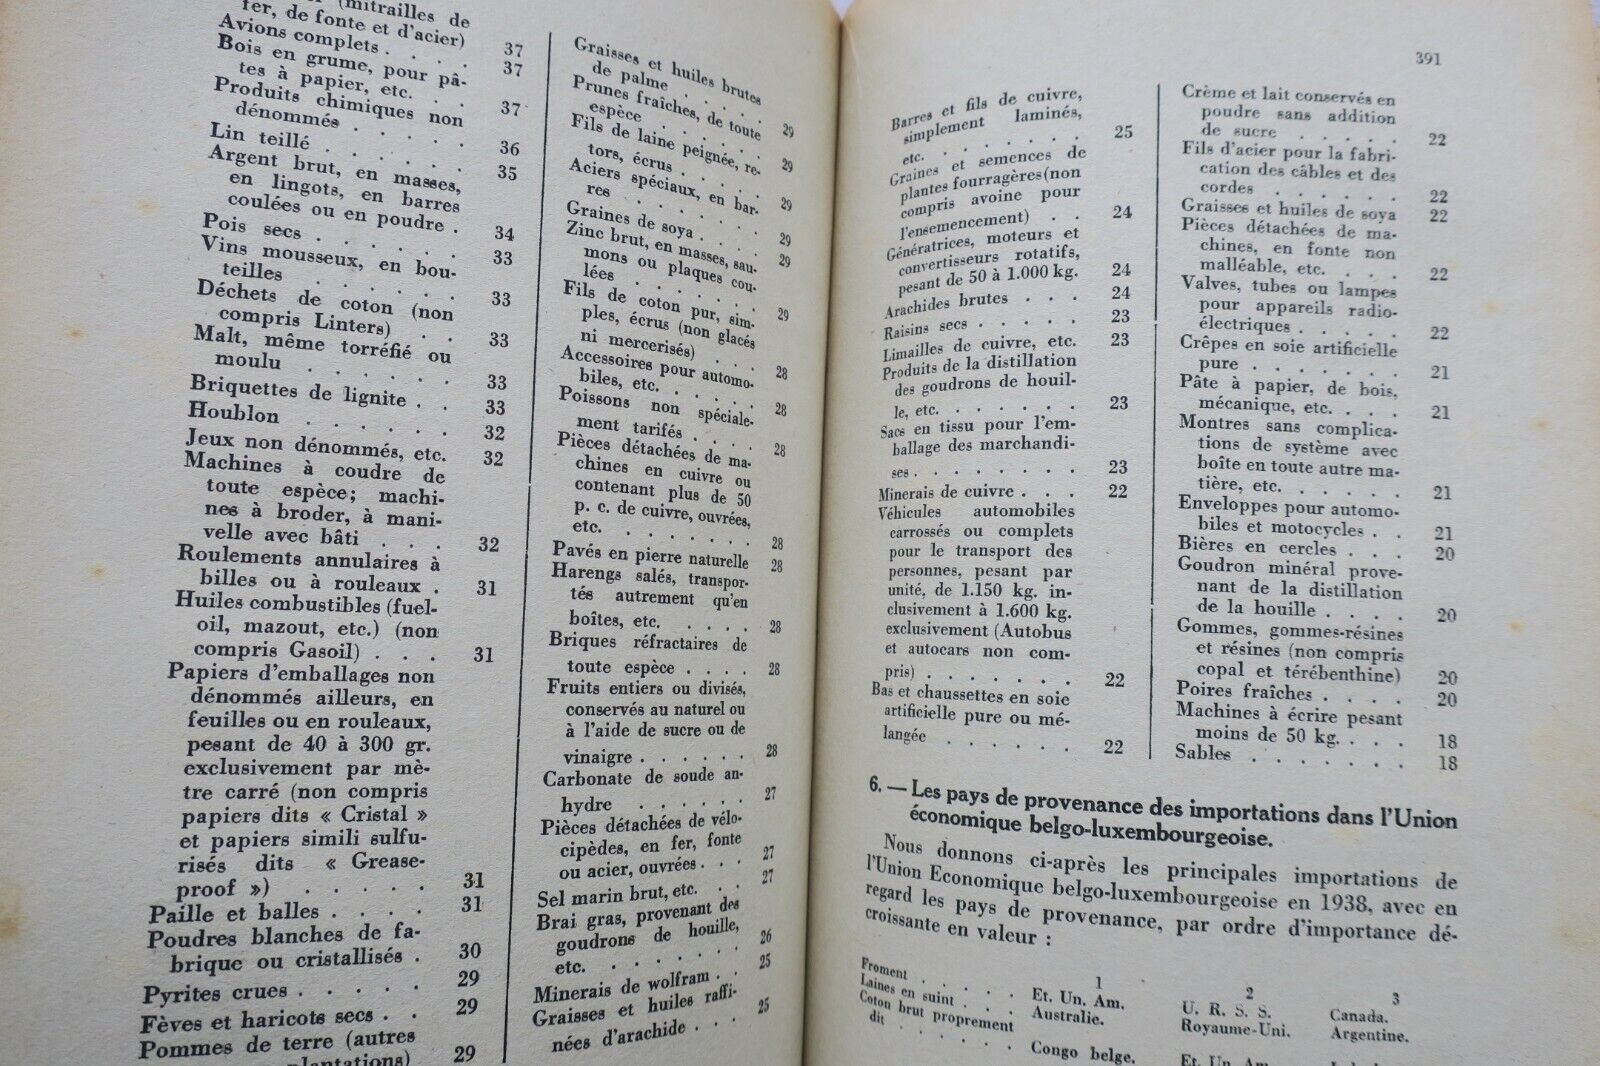 (mitrailles de
fer, de fonte et d'acier) 37
Avions complets . . . . 37
Bois en grume, pour pâ-
tes à papier, etc. . . 37
Produits chimiques non
dénommés . . . . . 36
Lin teillé . . . . . . 35
Argent brut, en masses,
en lingots, en barres
coulées ou en poudre . 34
Pois secs . . . . . . 33
Vins mousseux, en bou-
teilles . . . . . . 33
Déchets de coton (non
compris Linters) . . . 33
Malt, même torréfié ou
moulu . . . . . . 33
Briquettes de lignite . . 33
Houblon . . . . . . 32
Jeux non dénommés, etc. 32
Machines à coudre de
toute espèce; machi-
nes à broder, à mani-
velle avec bâti . . . 32
Roulements annulaires à
billes ou à rouleaux . 31
Huiles combustibles (fuel-
oil, mazout, etc.) (non
compris Gasoil) . . . 31
Papiers d'emballages non
dénommés ailleurs, en
feuilles ou en rouleaux,
pesant de 40 à 300 gr.
exclusivement par mè-
tre carré (non compris
papiers dits « Cristal »
et papiers simili sulfu-
risés dits « Grease-
proof ») . . . . . 31
Paille et balles . . . . 31
Poudres blanches de fa-
brique ou cristallisés . 30
Pyrites crues . . . . . 29
Fèves et haricots secs . . 29
Pommes de terre (autres
plantations) 29
Graisses et huiles brutes
de palme . . . . . 29
Prunes fraîches, de toute
espèce . . . . . . 29
Fils de laine peignée, re-
tors, écrus . . . . . 29
Aciers spéciaux, en bar-
res . . . . . . 29
Graines de soya . . . . 29
Zinc brut, en masses, sau-
mons ou plaques cou-
lées . . . . . . 29
Fils de coton pur, sim-
ples, écrus (non glacés
ni mercerisés) . . . 28
Accessoires pour automo-
biles, etc. . . . . . 28
Poissons non spéciale-
ment tarifés . . . . 28
Pièces détachées de ma-
chines en cuivre ou
contenant plus de 50
p. c. de cuivre, ouvrées,
etc. . . . . . . . 28
Pavés en pierre naturelle 28
Harengs salés, transpor-
tés autrement qu'en
boîtes, etc. . . . . 28
Briques réfractaires de
toute espèce . . . . 28
Fruits entiers ou divisés,
conservés au naturel ou
à l'aide de sucre ou de
vinaigre . . . . . . 28
Carbonate de soude an-
hydre . . . . . . 27
Pièces détachées de vélo-
cipèdes, en fer, fonte
ou acier, ouvrées . . . 27
Sel marin brut, etc. . . 27
Brai gras, provenant des
goudrons de houille,
etc. . . . . . . 26
Minerais de wolfram . . 25
Graisses et huiles raffi-
nées d'arachide . . . 25
391
Barres et fils de cuivre,
simplement laminés,
etc. . . . . . . 25
Graines et semences de
plantes fourragères (non
compris avoine pour
l'ensemencement) . . 24
Génératrices, moteurs et
convertisseurs rotatifs,
pesant de 50 à 1.000 kg. 24
Arachides brutes . . . 24
Raisins secs . . . . . 23
Limailles de cuivre, etc. 23
Produits de la distillation
des goudrons de houil-
le, etc. . . . . . . 23
Sacs en tissu pour l'em-
ballage des marchandi-
ses . . . . . . . 23
Minerais de cuivre . . . 22
Véhicules automobiles
carrossés ou complets
pour le transport des
personnes, pesant par
unité, de 1.150 kg. in-
clusivement à 1.600 kg.
exclusivement (Autobus
et autocars non com-
pris) . . . . . . . 22
Bas et chaussettes en soie
artificielle pure ou mé-
langée . . . . . . 22
Crème et lait conservés en
poudre sans addition
de sucre . . . . . 22
Fils d'acier pour la fabri-
cation des câbles et des
cordes . . . . . 22
Graisses et huiles de soya 22
Pièces détachées de ma-
chines, en fonte non
malléable, etc. . . . 22
Valves, tubes ou lampes
pour appareils radio-
électriques . . . . . 22
Crêpes en soie artificielle
pure . . . . . . . 21
Pâte à papier, de bois,
mécanique, etc. . . . 21
Montres sans complica-
tions de système avec
boîte en toute autre ma-
tière, etc. . . . . . 21
Enveloppes pour automo-
biles et motocycles . . 21
Bières en cercles . . . 20
Goudron minéral prove-
nant de la distillation
de la houille . . . . 20
Gommes, gommes-résines
et résines (non compris
copal et térébenthine) 20
Poires fraîches . . . . 20
Machines à écrire pesant
moins de 50 kg. . . . 18
Sables . . . . . . . 18
6. — Les pays de provenance des importations dans l'Union
économique belgo-luxembourgeoise.
Nous donnons ci-après les principales importations de
l'Union Economique belgo-luxembourgeoise en 1938, avec en
regard les pays de provenance, par ordre d'importance dé-
croissante en valeur :
1 2 3
Froment . . . . . Et. Un. Am. U. R. S. S. Canada.
Laines en suint . . . Australie. Royaume-Uni. Argentine.
Coton brut proprement
dit . . . . . Congo belge. Et. Un. Am.